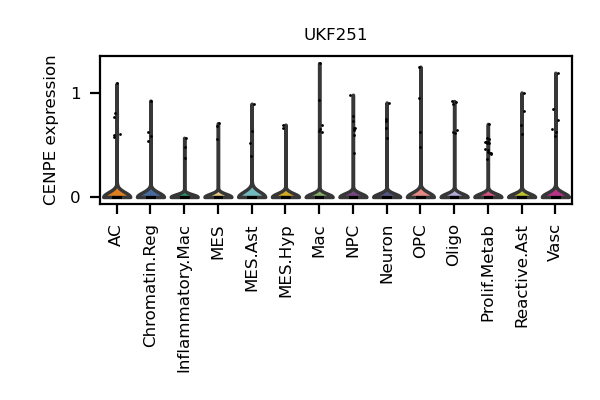 UKF251
CENPE expression
1
0
AC
Chromatin.Reg
Inflammatory.Mac
MES
MES.Ast
MES.Hyp
Mac
NPC
Neuron
OPC
Oligo
Prolif.Metab
Reactive.Ast
Vasc